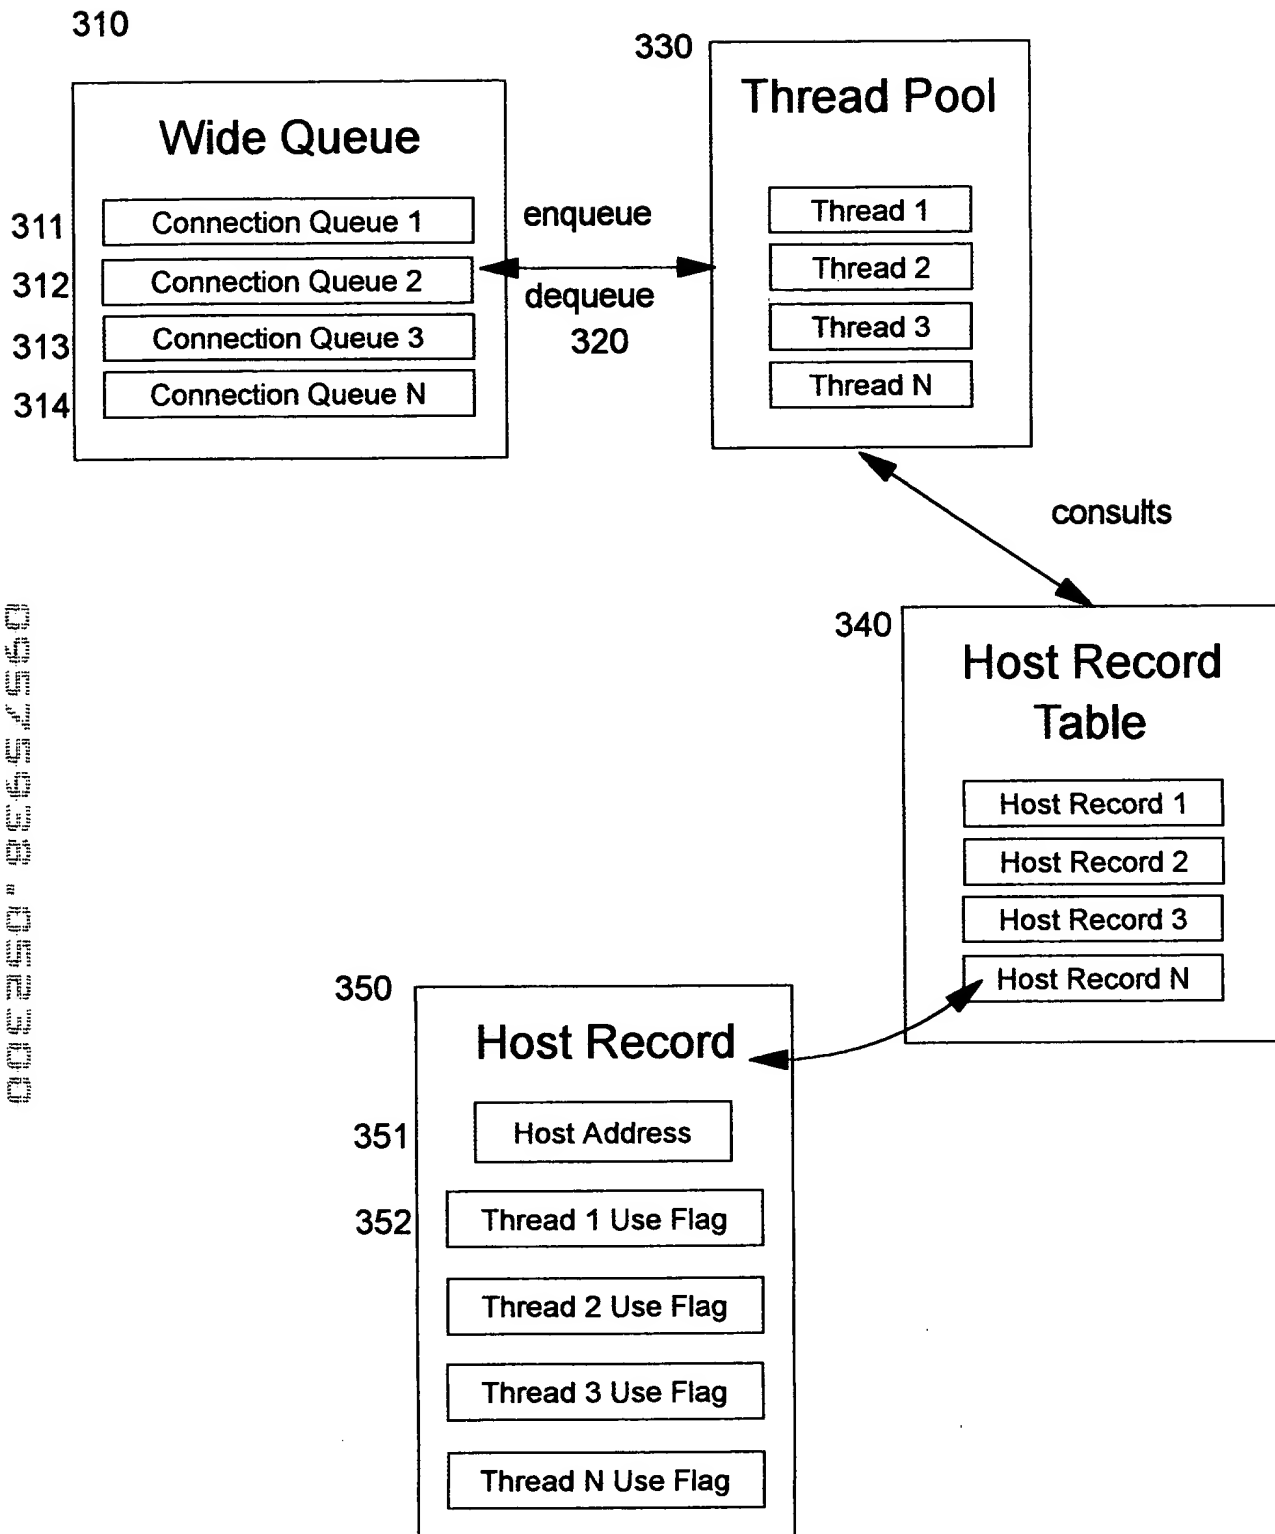 310
Wide Queue
311
Connection Queue 1
312
Connection Queue 2
313
Connection Queue 3
314
Connection Queue N
enqueue
dequeue
320
330
Thread Pool
Thread 1
Thread 2
Thread 3
Thread N
consults
340
Host Record
Table
Host Record 1
Host Record 2
Host Record 3
Host Record N
350
Host Record
351
Host Address
352
Thread 1 Use Flag
Thread 2 Use Flag
Thread 3 Use Flag
Thread N Use Flag
09575938.052300